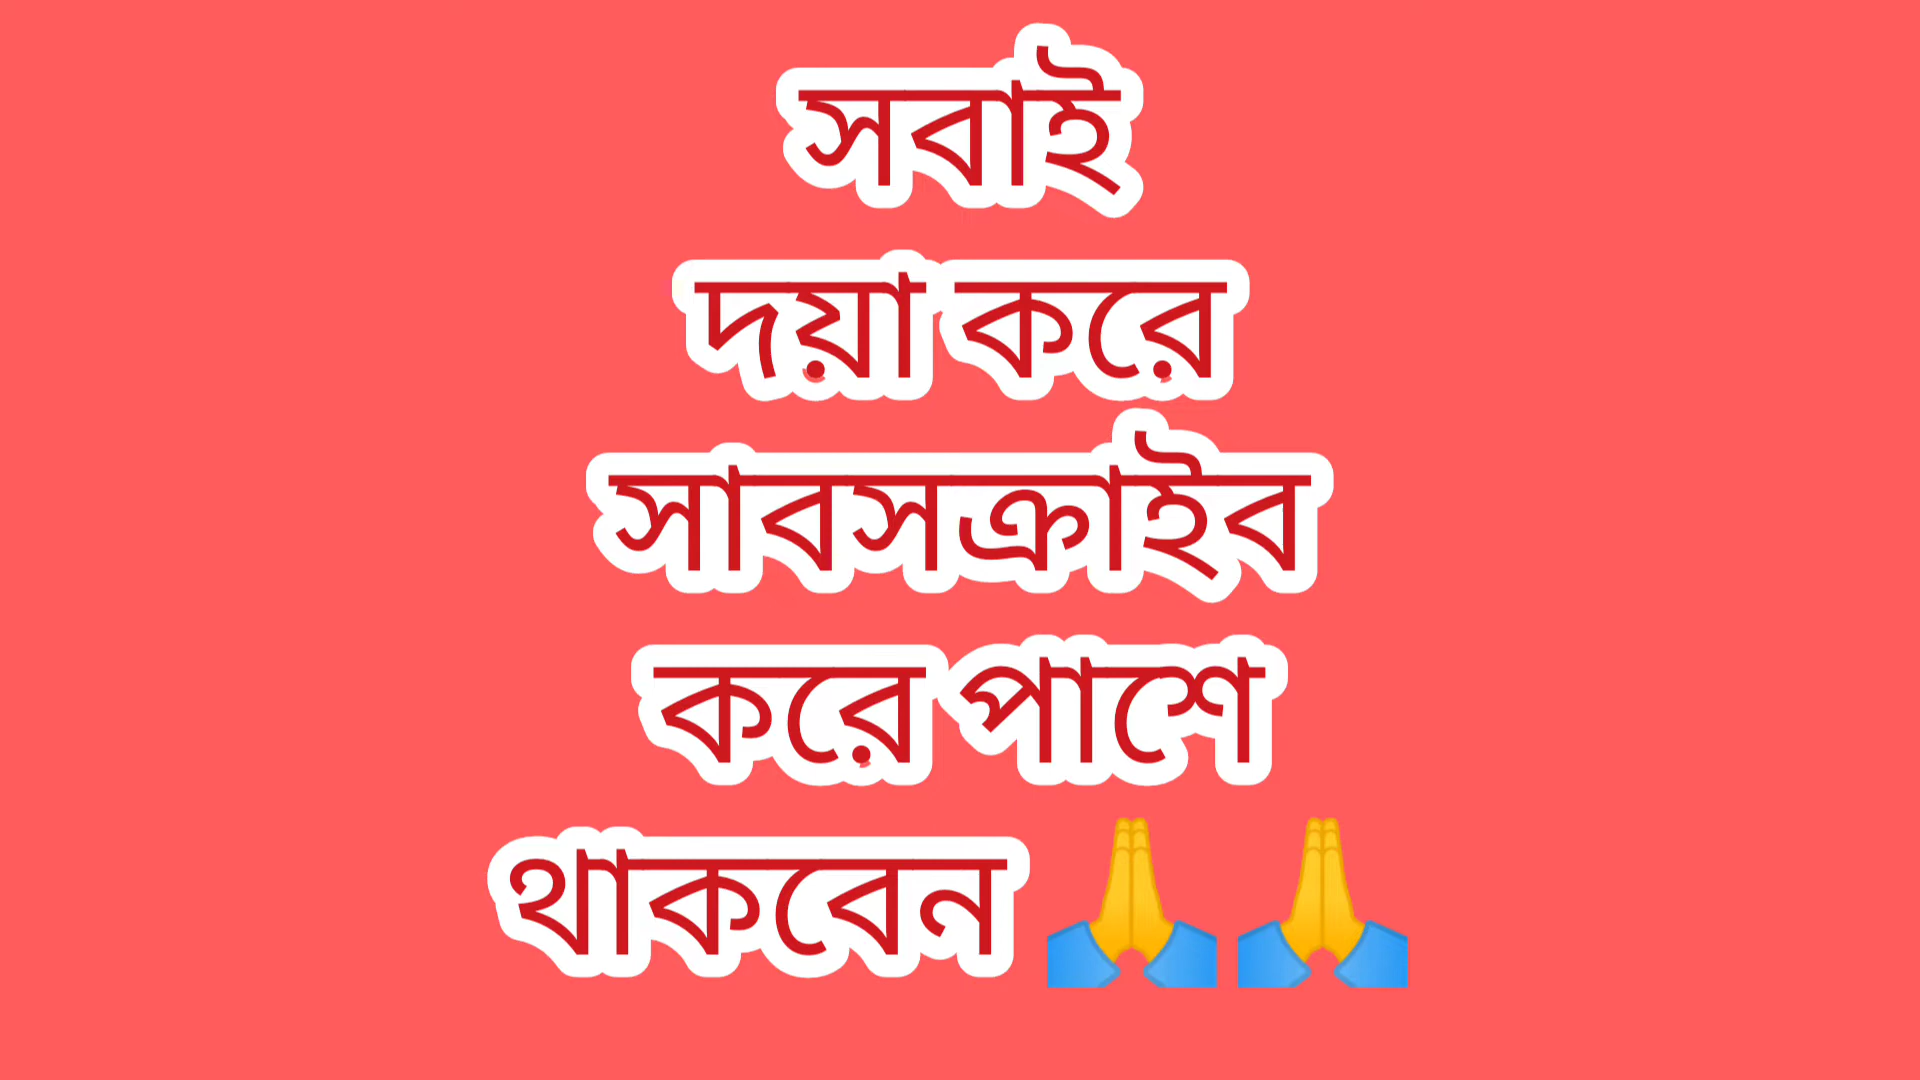 সবাই
দয়া করে
সাবসক্রাইব
করে পাশে
থাকবেন 🙏🙏